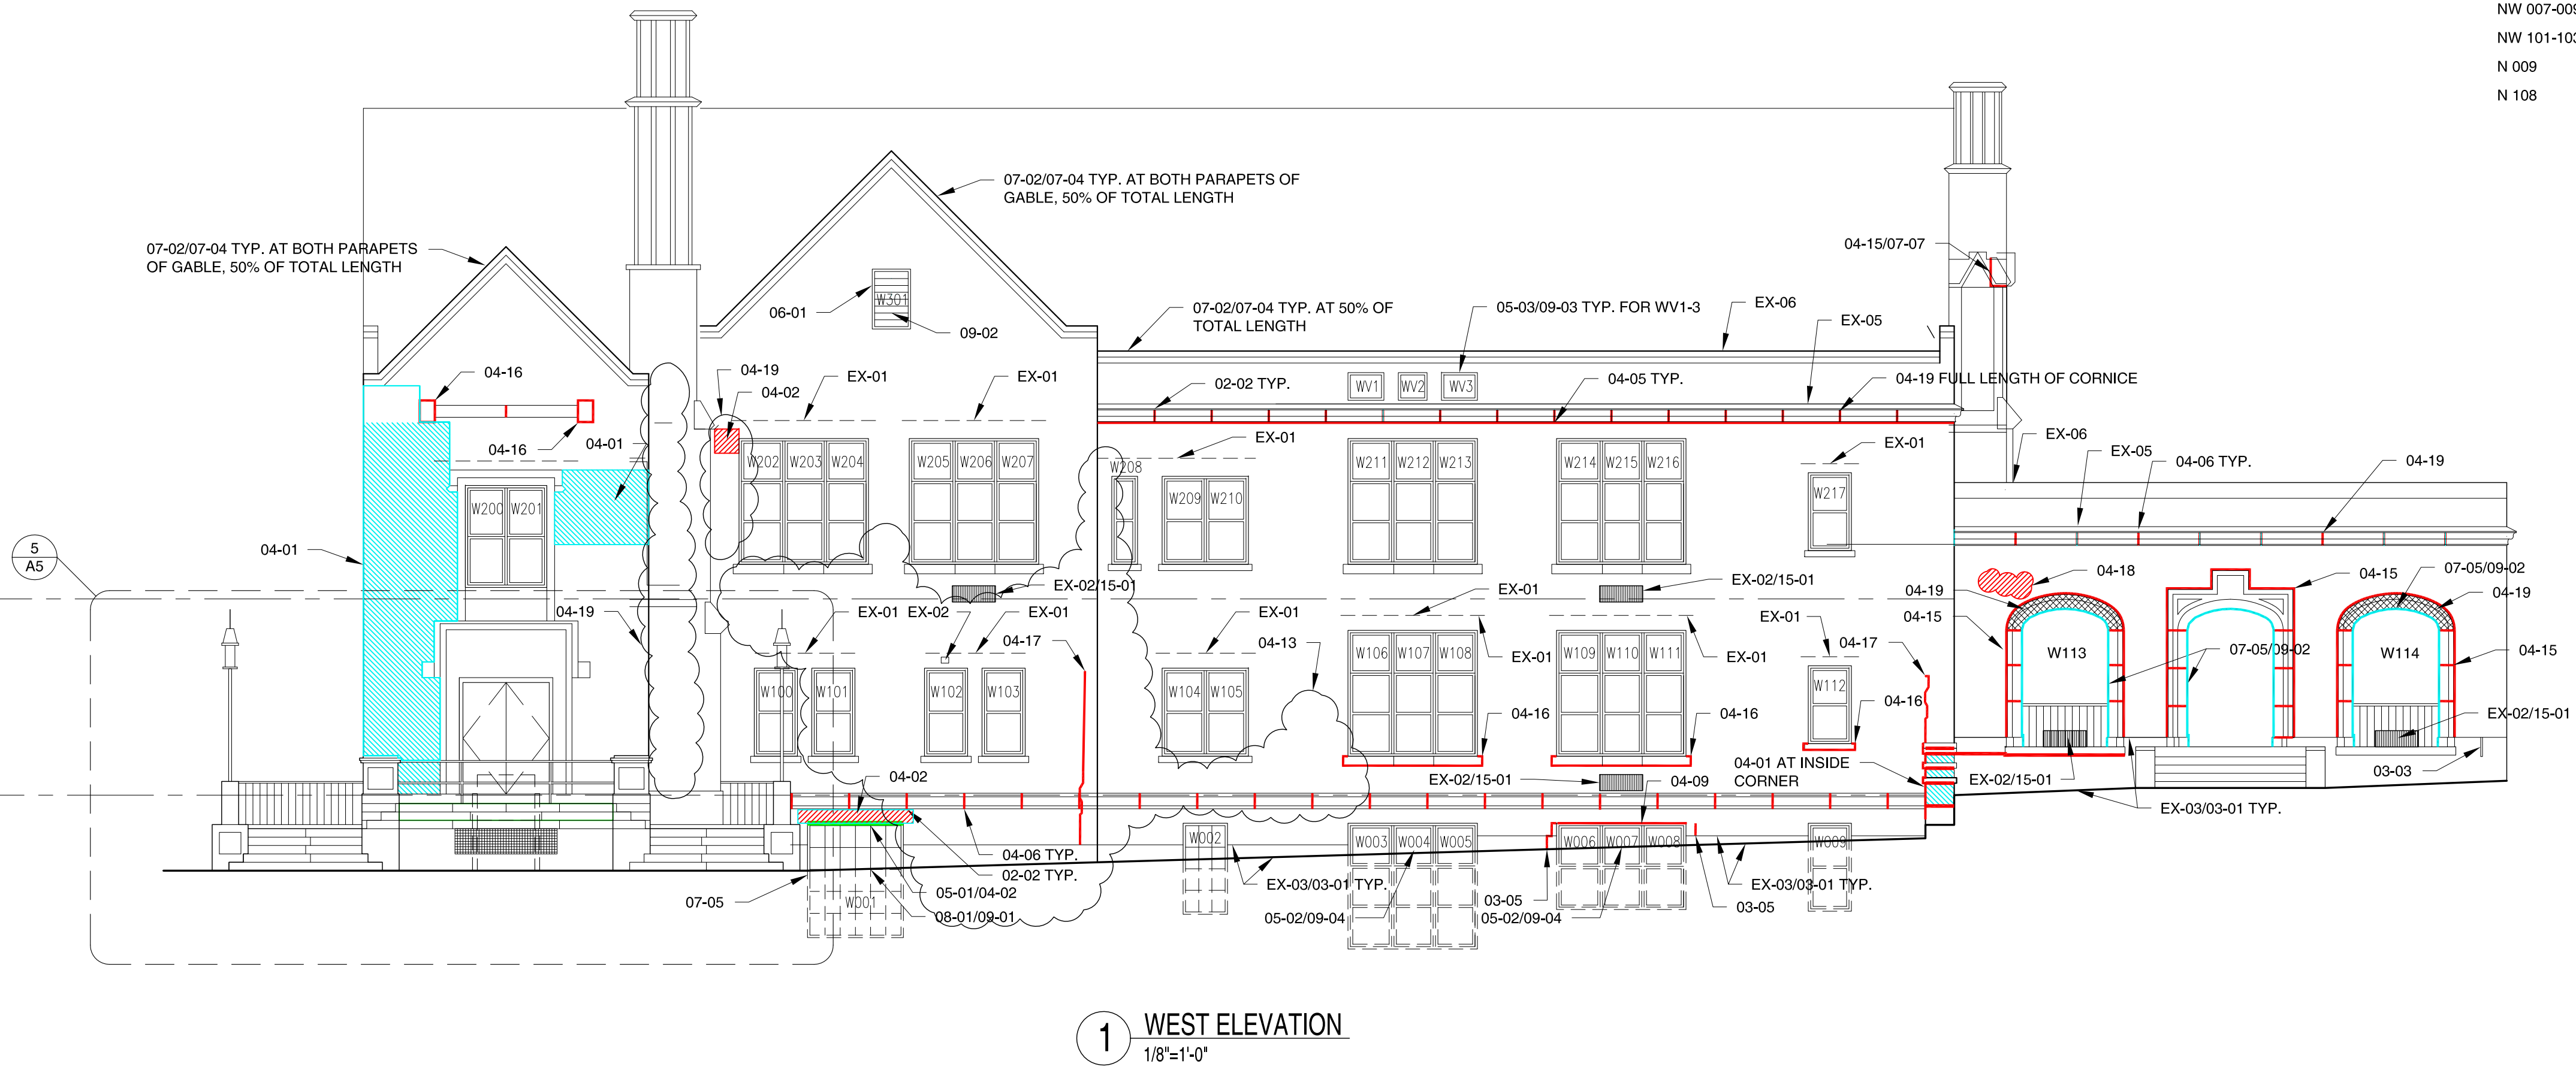 NW 007-009
NW 101-103
N 009
N 108
07-02/07-04 TYP. AT BOTH PARAPETS OF
GABLE, 50% OF TOTAL LENGTH
07-02/07-04 TYP. AT BOTH PARAPETS
OF GABLE, 50% OF TOTAL LENGTH
04-15/07-07
06-01
W301
09-02
07-02/07-04 TYP. AT 50% OF
TOTAL LENGTH
05-03/09-03 TYP. FOR WV1-3
EX-06
EX-05
04-16
04-19
EX-01
EX-01
04-02
02-02 TYP.
WV1
WV2
WV3
04-05 TYP.
04-19 FULL LENGTH OF CORNICE
04-16
04-01
EX-01
EX-01
EX-06
EX-05
04-06 TYP.
04-19
W202
W203
W204
W205
W206
W207
W208
W209
W210
W211
W212
W213
W214
W215
W216
W217
W200
W201
5
A5
04-01
EX-02/15-01
EX-02/15-01
04-18
04-15
07-05/09-02
04-19
04-19
04-15
04-19
EX-01
EX-02
EX-01
EX-01
EX-01
EX-01
04-17
04-13
EX-01
EX-01
04-17
W100
W101
W102
W103
W104
W105
W106
W107
W108
W109
W110
W111
W112
W113
07-05/09-02
W114
04-15
04-16
04-16
04-16
EX-02/15-01
04-02
EX-02/15-01
04-09
04-01 AT INSIDE
CORNER
EX-02/15-01
03-03
EX-03/03-01 TYP.
W002
W003
W004
W005
W006
W007
W008
W009
04-06 TYP.
02-02 TYP.
05-01/04-02
08-01/09-01
07-05
W001
EX-03/03-01 TYP.
05-02/09-04
03-05
05-02/09-04
EX-03/03-01 TYP.
03-05
1
WEST ELEVATION
1/8"=1'-0"